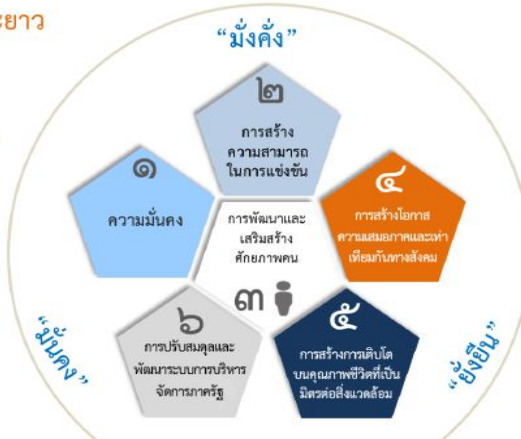 ะยาว
“มั่งคั่ง”
๒
การสร้าง
ความสามารถ
ในการแข่งขัน
๑
ความมั่นคง
๔
การสร้างโอกาส
ความเสมอภาคและเท่า
เทียมกันทางสังคม
การพัฒนาและ
เสริมสร้าง
ศักยภาพคน
๓
๖
การปรับสมดุลและ
พัฒนาระบบการบริหาร
จัดการภาครัฐ
๕
การสร้างการเติบโต
บนคุณภาพชีวิตที่เป็น
มิตรต่อสิ่งแวดล้อม
“มั่นคง”
“ยั่งยืน”